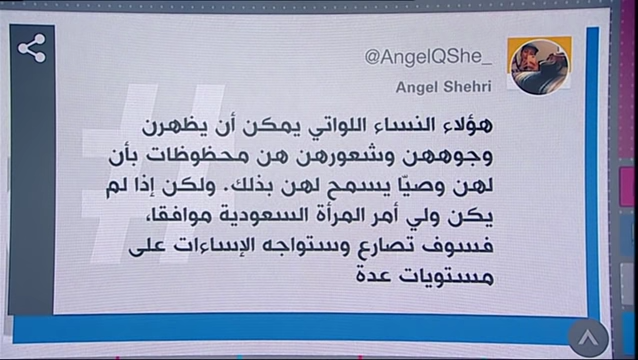 @AngelQShe_
Angel Shehri
هؤلاء النساء اللواتي يمكن أن يظهرن
وجوههن وشعورهن هن محظوظات بأن
لهن وصيّا يسمح لهن بذلك. ولكن إذا لم
يكن ولي أمر المرأة السعودية موافقا،
فسوف تصارع وستواجه الإساءات على
مستويات عدة